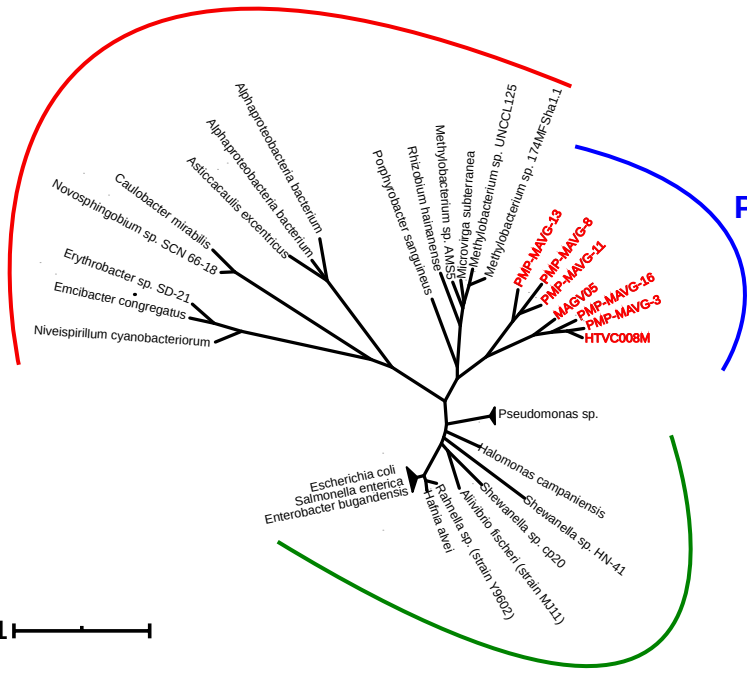 Alphaproteobacteria bacterium
Alphaproteobacteria bacterium
Asticcacaulis excentricus
Caulobacter mirabilis
Novosphingobium sp. SCN 66-18
Erythrobacter sp. SD-21
Emcibacter congregatus
Niveispirillum cyanobacteriorum
Porphyrobacter sanguineus
Rhizobium hainanense
Methylobacterium sp. AMS5
Microvirga subterranea
Methylobacterium sp. UNCCL125
Methylobacterium sp. 174MFSha1.1
P
PMP-MAVG-13
PMP-MAVG-8
PMP-MAVG-11
MAGV05
PMP-MAVG-16
PMP-MAVG-3
HTVC008M
Pseudomonas sp.
Halomonas campaniensis
Shewanella sp. HN-41
Shewanella sp. cp20
Aliivibrio fischeri (strain MJ11)
Rahnella sp. (strain Y9602)
Hafnia alvei
Escherichia coli
Salmonella enterica
Enterobacter bugandensis
1